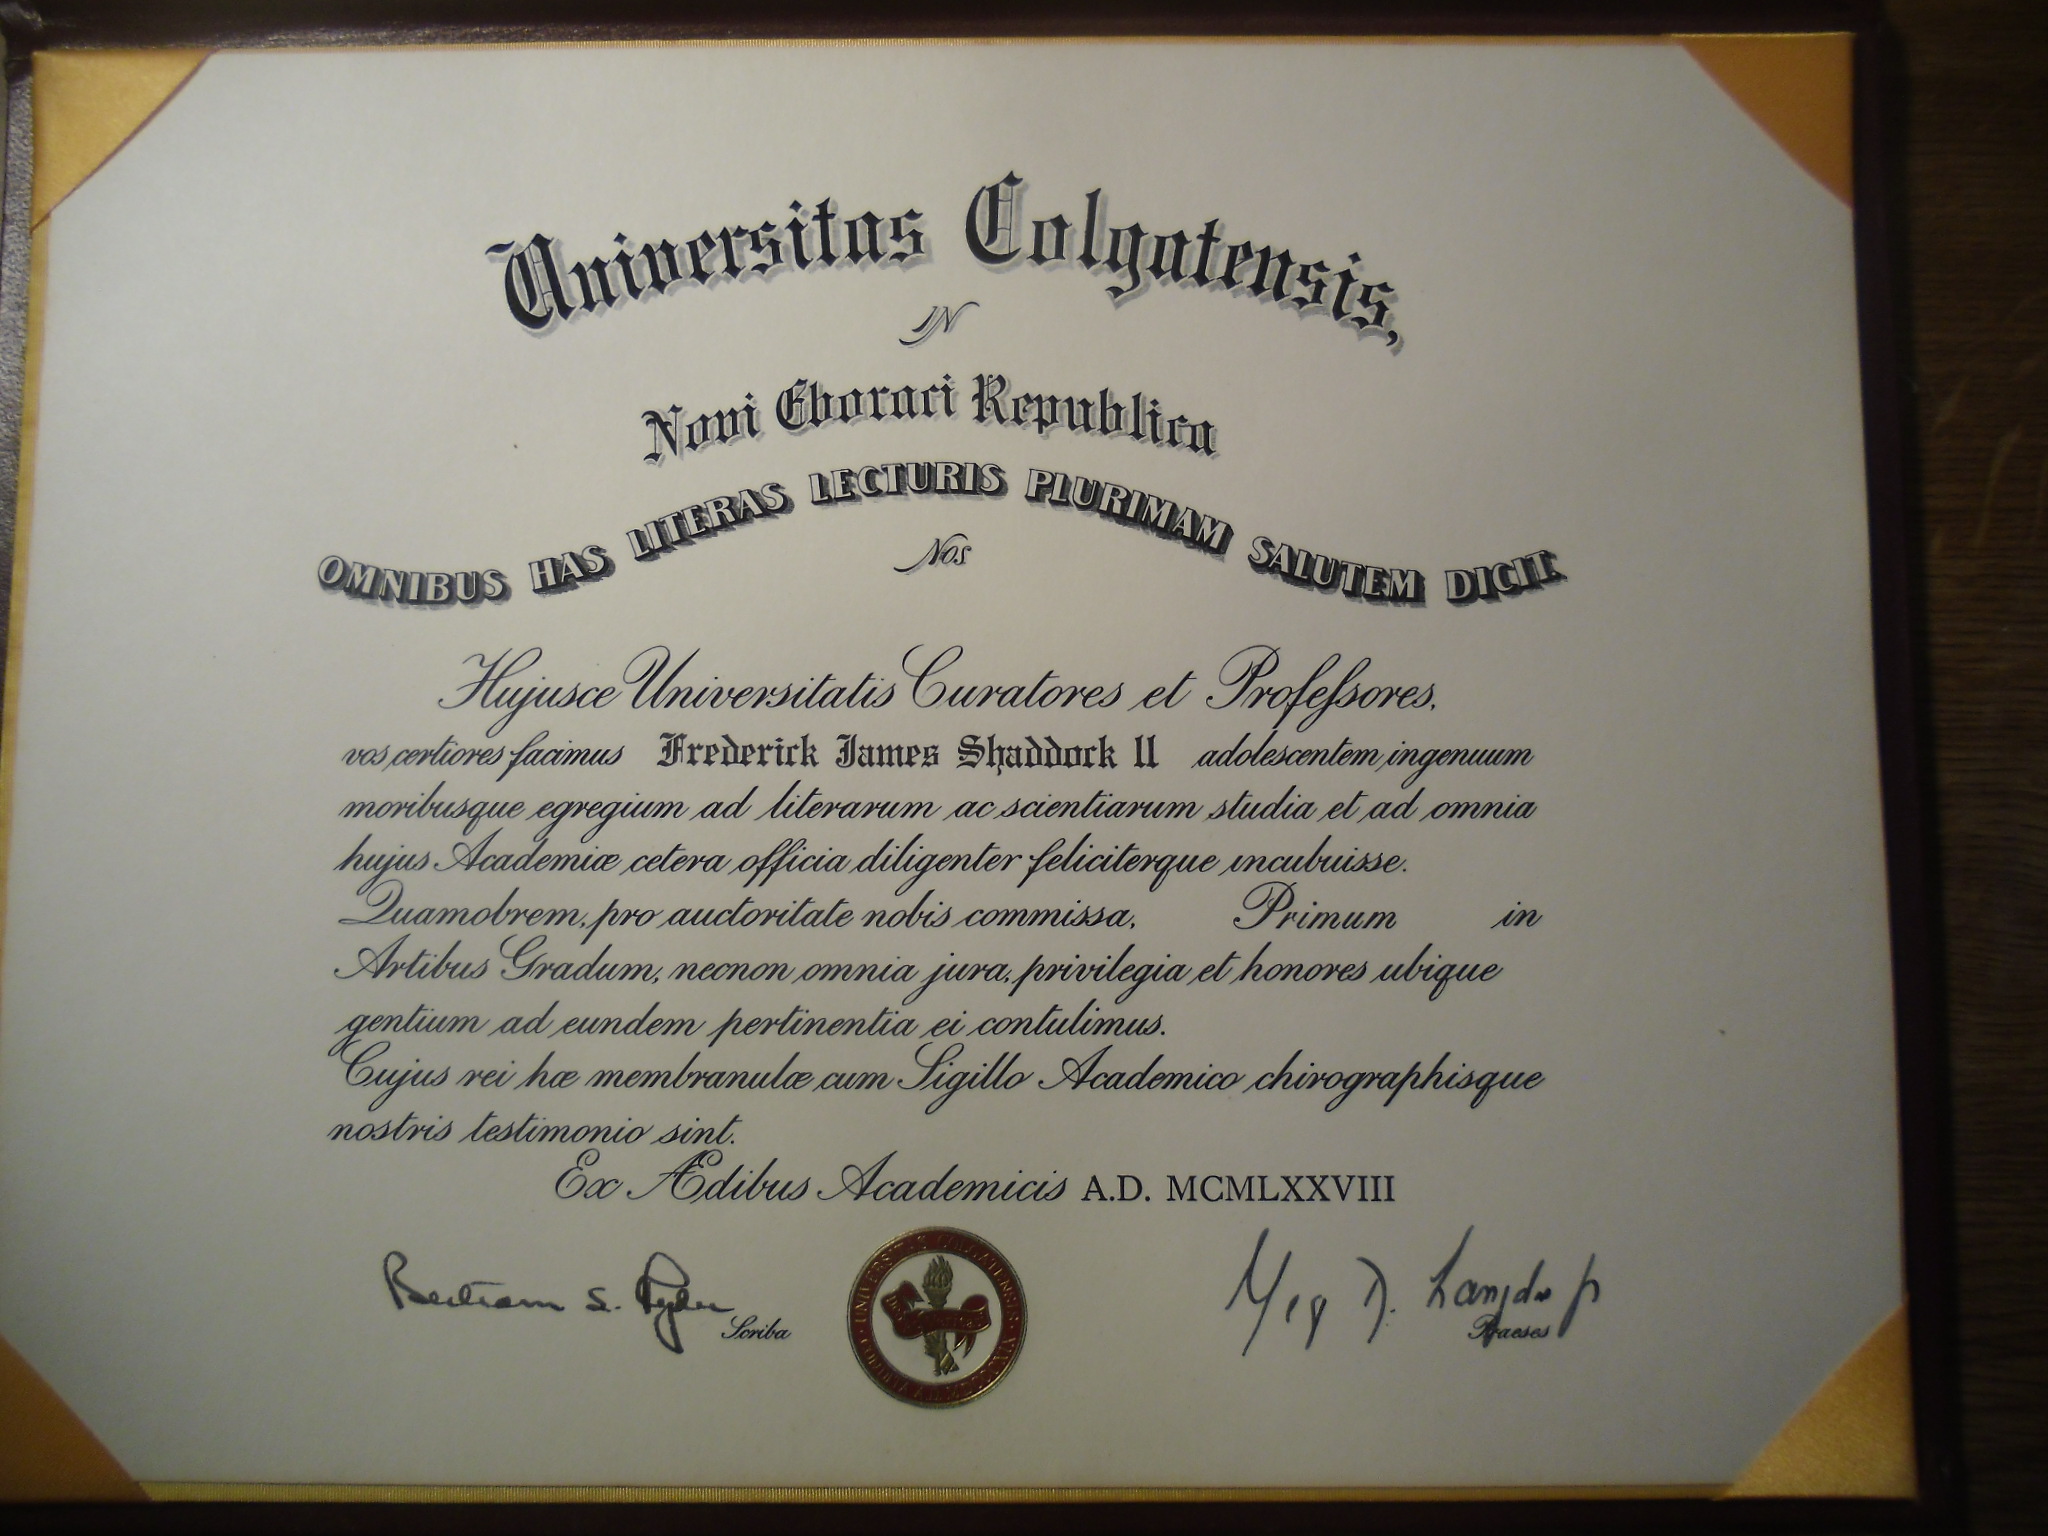 Universitas Colgatensis,
IN
Novi Eboraci Republica
OMNIBUS HAS LITERAS LECTURIS PLURIMAM SALUTEM DICIT.
Nos
Hujusce Universitatis Curatores et Professores,
vos certiores facimus Frederick James Shaddock II adolescentem ingenuum
moribusque egregium ad literarum ac scientiarum studia et ad omnia
hujus Academiæ cetera officia diligenter feliciterque incubuisse.
Quamobrem, pro auctoritate nobis commissa, Primum in
Artibus Gradum, necnon omnia jura, privilegia et honores ubique
gentium ad eundem pertinentia ei contulimus.
Cujus rei hæ membranulæ cum Sigillo Academico chirographisque
nostris testimonio sint.
Ex Ædibus Academicis A.D. MCMLXXVIII
Bertram S.
Scriba
UNIVERSITAS COLGATENSIS
D.
Praeses